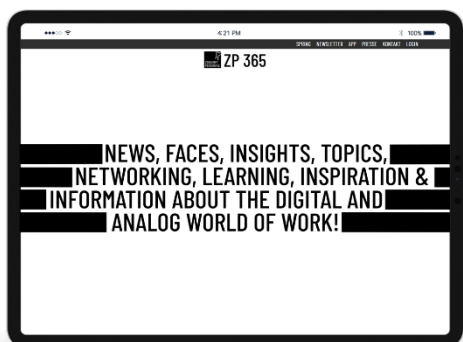 4:21 PM
100%
SPRING NEWSLETTER APP PRESSE KONTAKT LOGIN
ZP 365
NEWS, FACES, INSIGHTS, TOPICS,
NETWORKING, LEARNING, INSPIRATION &
INFORMATION ABOUT THE DIGITAL AND
ANALOG WORLD OF WORK!